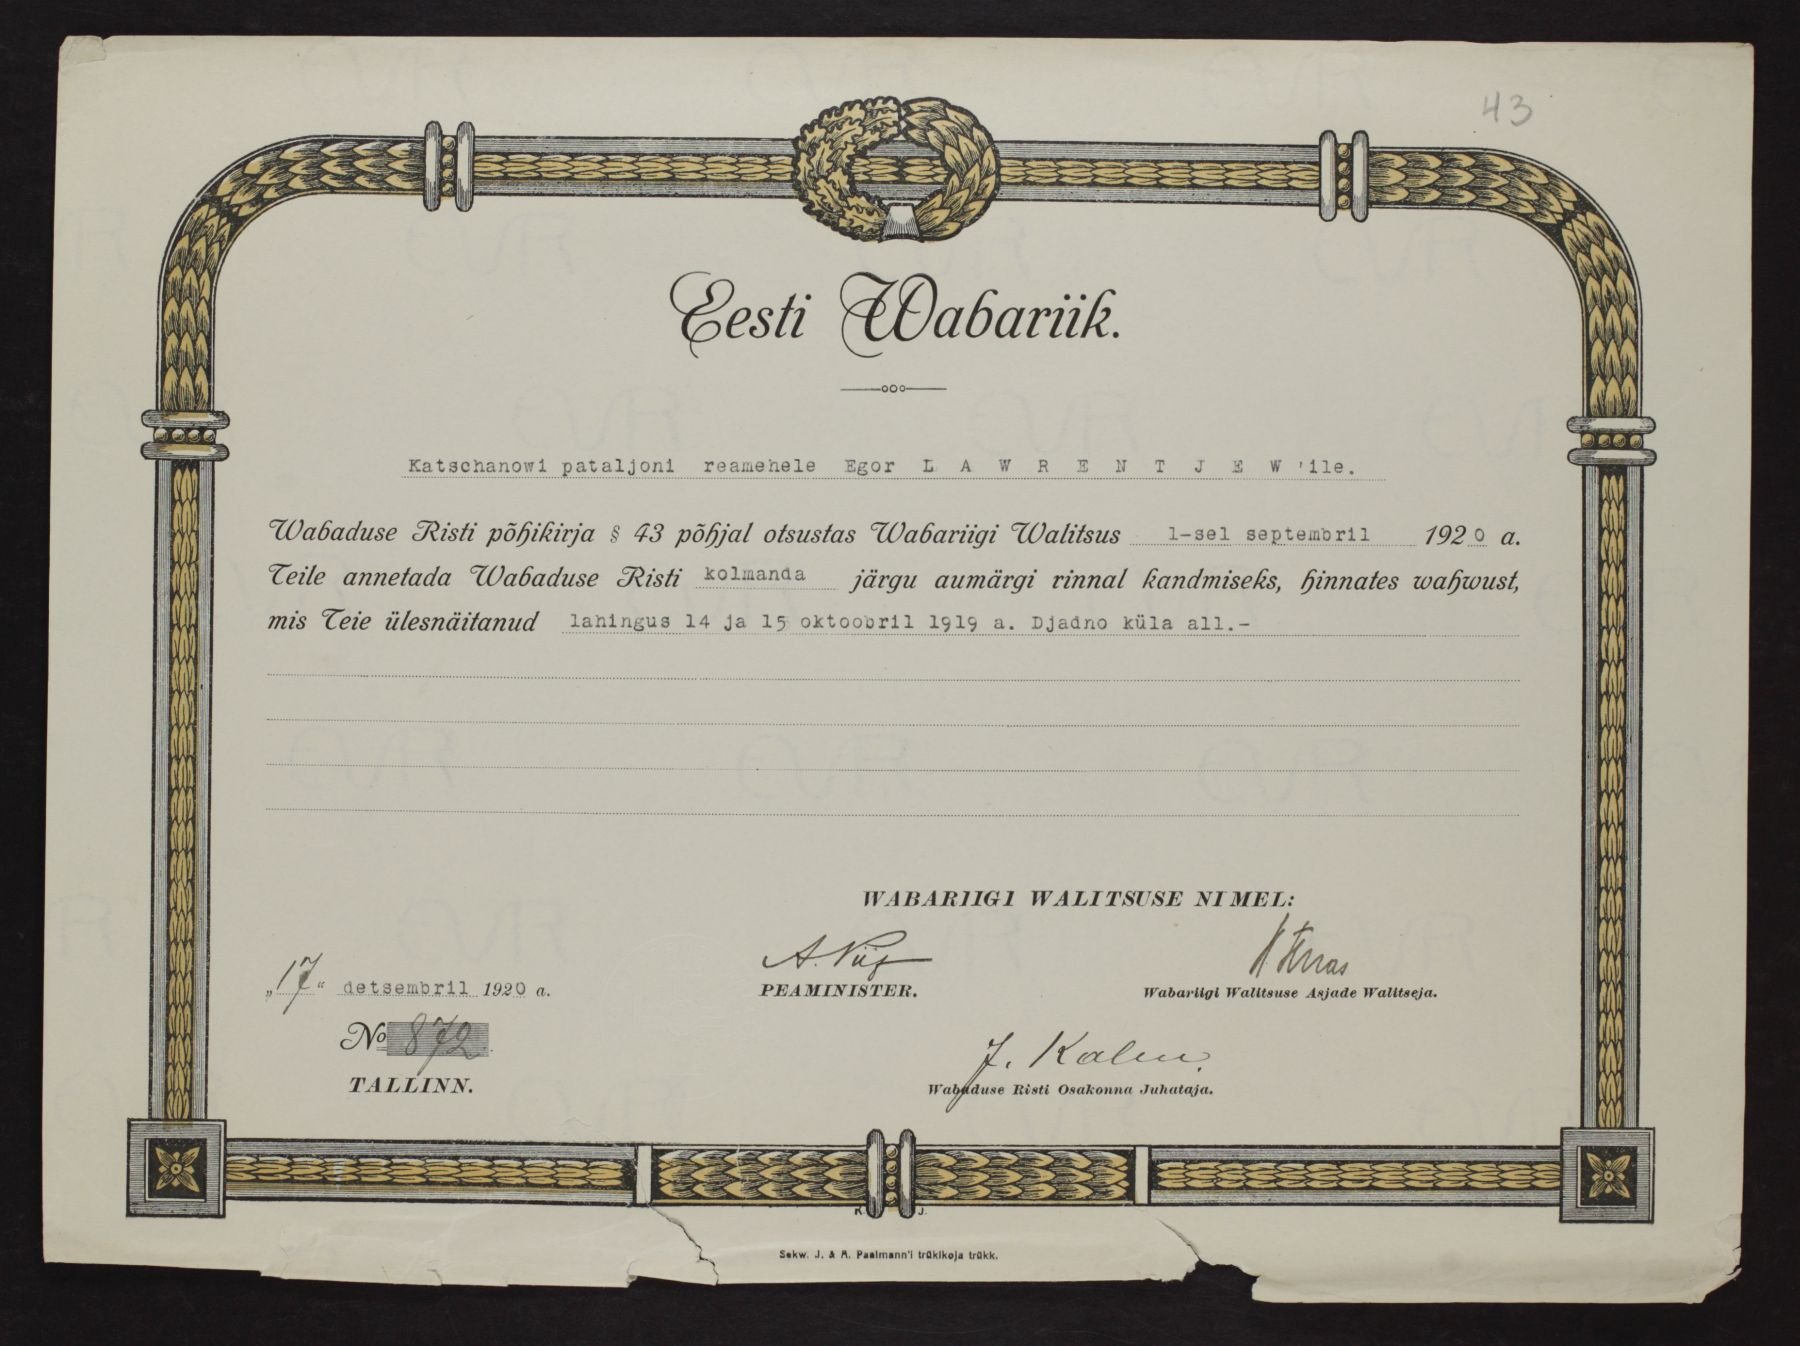 43
Eesti Wabariik.
Katschanowi pataljoni reamehele Egor L A W R E N T J E W 'ile.
Wabaduse Risti põhikirja § 43 põhjal otsustas Wabariigi Walitsus 1-sel septembril 1920 a.
Teile annetada Wabaduse Risti kolmanda järgu aumärgi rinnal kandmiseks, hinnates wahwust,
mis Teie ülesnäitanud lahingus 14 ja 15 oktoobril 1919 a. Djadno küla all.-
WABARIIGI WALITSUSE NIMEL:
A. Piip
„17“ detsembril 1920 a.
PEAMINISTER.
Wabariigi Walitsuse Asjade Walitseja.
No 872
J. Kalm
TALLINN.
Wabaduse Risti Osakonna Juhataja.
K. J.
Sekw. J. & A. Paalmann'i trükikoja trükk.